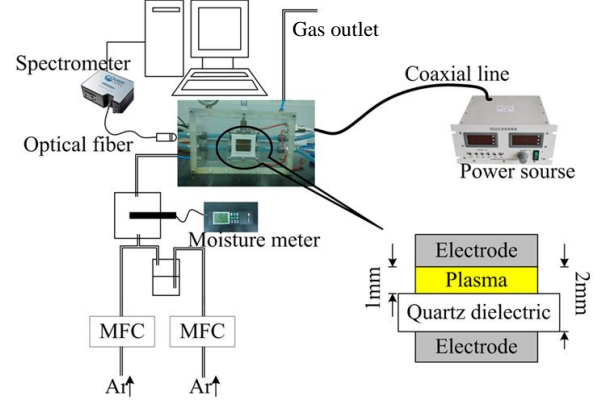 Gas outlet
Spectrometer
Coaxial line
Optical fiber
Power sourse
Moisture meter
Electrode
Plasma
Quartz dielectric
Electrode
1mm
2mm
MFC
MFC
Ar
Ar